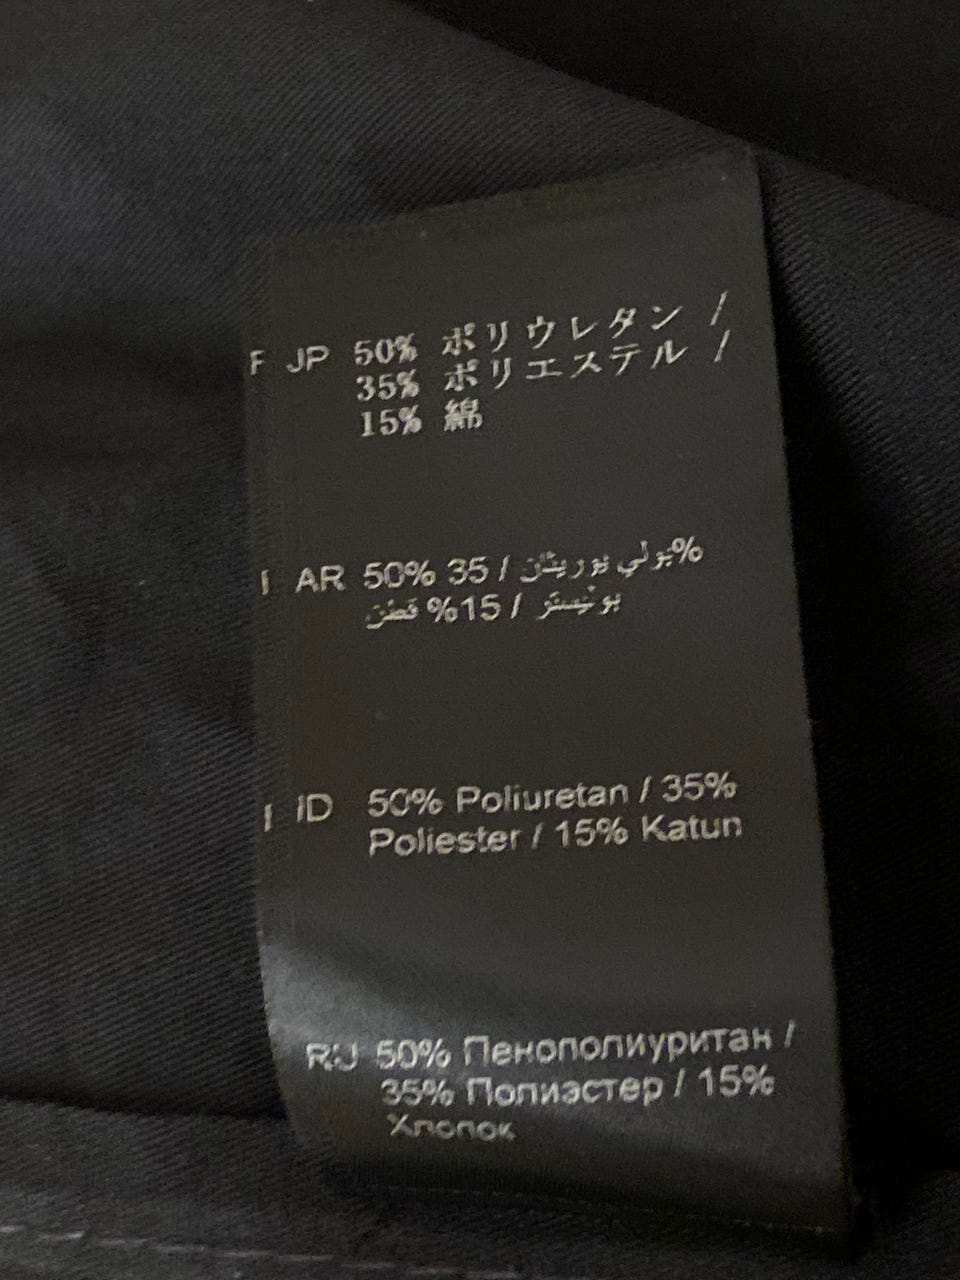 F JP 50% ポリウレタン /
35% ポリエステル /
15% 綿
AR 50% 35 / بولي يوريثان%
بوليستر / 15% قطن
ID 50% Poliuretan / 35%
Poliester / 15% Katun
RU 50% Пенополиуритан /
35% Полиэстер / 15%
Хлопок